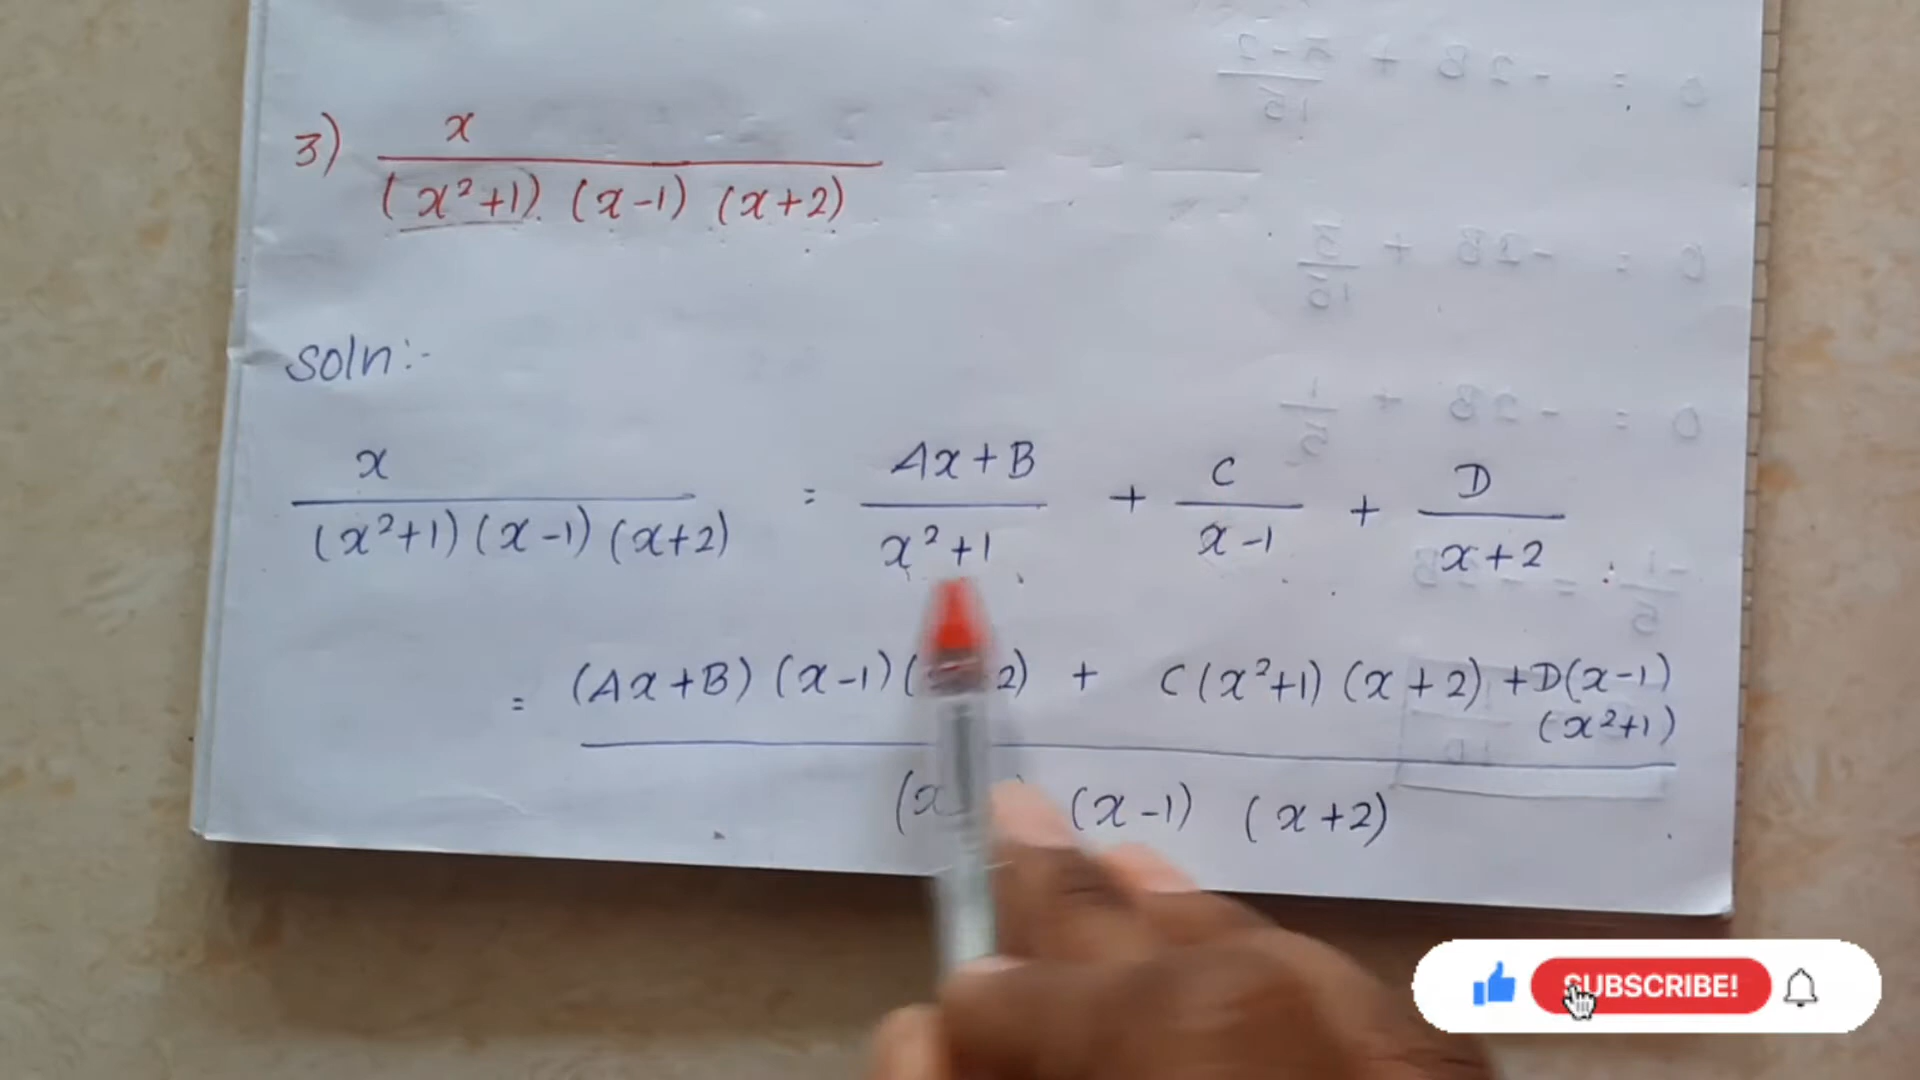 3) x
(x²+1) (x-1) (x+2)
Soln:-
x = Ax+B + C + D
(x²+1)(x-1)(x+2) x²+1 x-1 x+2
= (Ax+B) (x-1)( 2) + C(x²+1) (x+2) +D(x-1)
(x²+1)
(x (x-1) (x+2)
SUBSCRIBE!